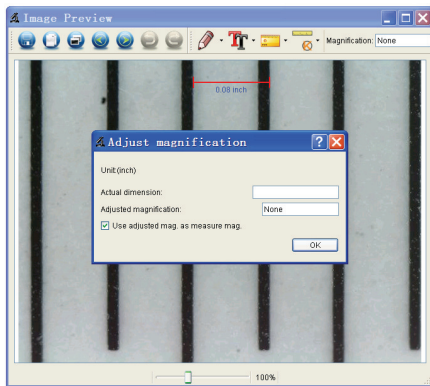 Image Preview
Magnification: None
0.08 inch
Adjust magnification
Unit:(inch)
Actual dimension:
Adjusted magnification: None
Use adjusted mag. as measure mag.
OK
100%